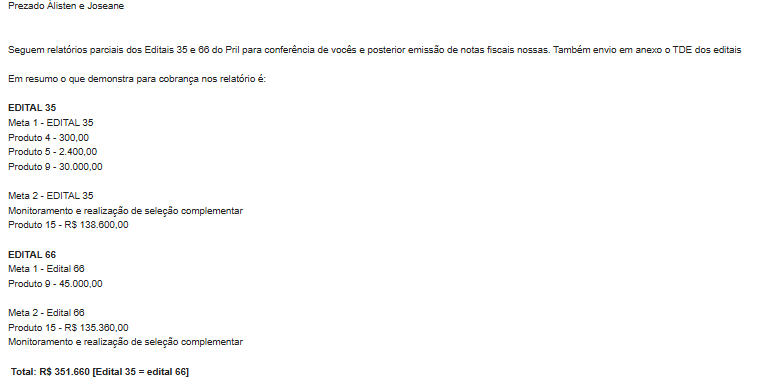 Prezado Álisten e Joseane
Seguem relatórios parciais dos Editais 35 e 66 do Pril para conferência de vocês e posterior emissão de notas fiscais nossas. Também envio em anexo o TDE dos editais
Em resumo o que demonstra para cobrança nos relatório é:
EDITAL 35
Meta 1 - EDITAL 35
Produto 4 - 300,00
Produto 5 - 2.400,00
Produto 9 - 30.000,00
Meta 2 - EDITAL 35
Monitoramento e realização de seleção complementar
Produto 15 - R$ 138.600,00
EDITAL 66
Meta 1 - Edital 66
Produto 9 - 45.000,00
Meta 2 - Edital 66
Produto 15 - R$ 135.360,00
Monitoramento e realização de seleção complementar
Total: R$ 351.660 [Edital 35 = edital 66]